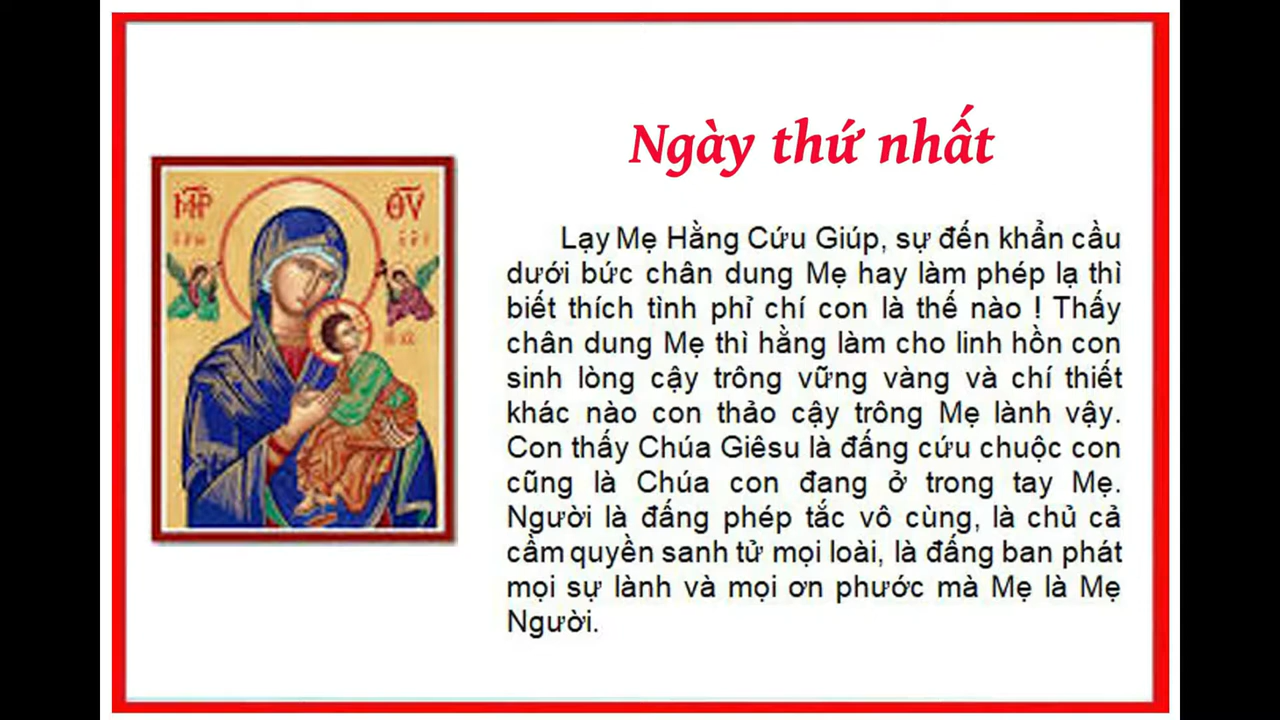 Ngày thứ nhất
ΜΡ ΘV
Lạy Mẹ Hằng Cứu Giúp, sự đến khẩn cầu
dưới bức chân dung Mẹ hay làm phép lạ thì
biết thích tình phỉ chí con là thế nào ! Thấy
chân dung Mẹ thì hằng làm cho linh hồn con
sinh lòng cậy trông vững vàng và chí thiết
khác nào con thảo cậy trông Mẹ lành vậy.
Con thấy Chúa Giêsu là đấng cứu chuộc con
cũng là Chúa con đang ở trong tay Mẹ.
Người là đấng phép tắc vô cùng, là chủ cả
cầm quyền sanh tử mọi loài, là đấng ban phát
mọi sự lành và mọi ơn phước mà Mẹ là Mẹ
Người.